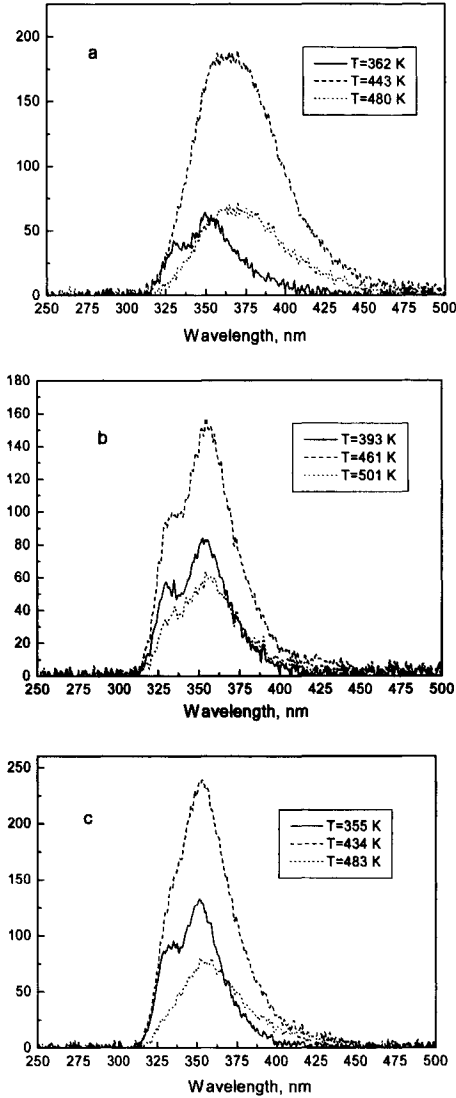 a
T=362 K
T=443 K
T=480 K
200
150
100
50
0
250 275 300 325 350 375 400 425 450 475 500
Wavelength, nm
b
T=393 K
T=461 K
T=501 K
180
160
140
120
100
80
60
40
20
0
250 275 300 325 350 375 400 425 450 475 500
Wavelength, nm
c
T=355 K
T=434 K
T=483 K
250
200
150
100
50
0
250 275 300 325 350 375 400 425 450 475 500
Wavelength, nm